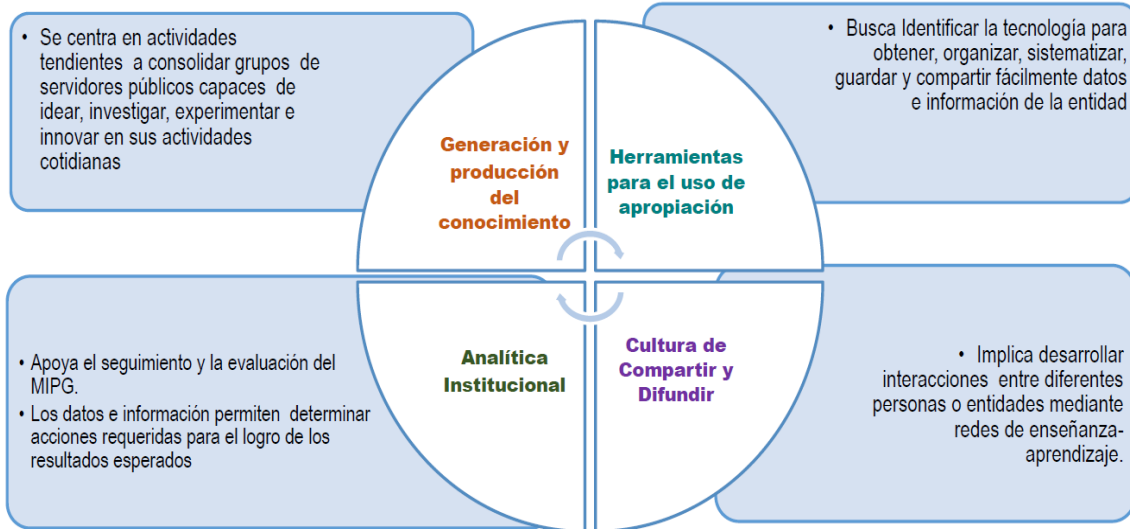 • Se centra en actividades
tendientes a consolidar grupos de
servidores públicos capaces de
idear, investigar, experimentar e
innovar en sus actividades
cotidianas
Generación y
producción
del
conocimiento
Herramientas
para el uso de
apropiación
• Busca Identificar la tecnología para
obtener, organizar, sistematizar,
guardar y compartir fácilmente datos
e información de la entidad
• Apoya el seguimiento y la evaluación del
MIPG.
• Los datos e información permiten determinar
acciones requeridas para el logro de los
resultados esperados
Analítica
Institucional
Cultura de
Compartir y
Difundir
• Implica desarrollar
interacciones entre diferentes
personas o entidades mediante
redes de enseñanza-
aprendizaje.